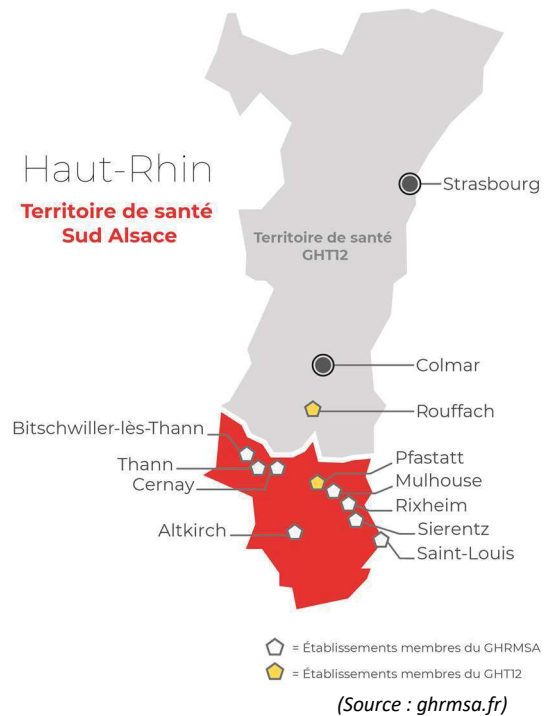 Haut-Rhin
Territoire de santé
Sud Alsace
Strasbourg
Territoire de santé
GHT12
Colmar
Rouffach
Bitschwiller-lès-Thann
Thann
Cernay
Altkirch
Pfastatt
Mulhouse
Rixheim
Sierentz
Saint-Louis
= Établissements membres du GHRMSA
= Établissements membres du GHT12
(Source : ghrmsa.fr)